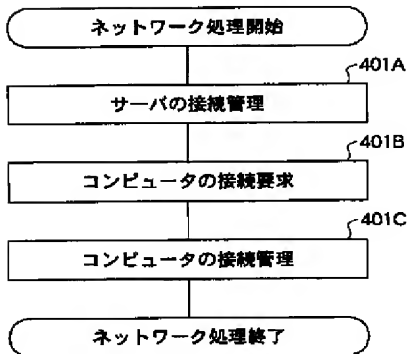 ネットワーク処理開始
401A
サーバの接続管理
401B
コンピュータの接続要求
401C
コンピュータの接続管理
ネットワーク処理終了